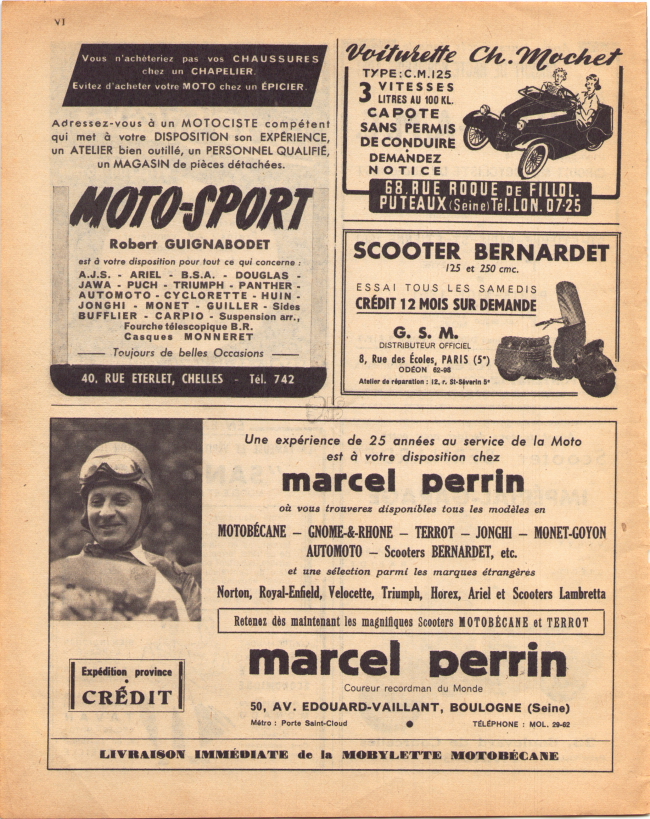 VI
Vous n'achèteriez pas vos CHAUSSURES
chez un CHAPELIER.
Evitez d'acheter votre MOTO chez un ÉPICIER.
Adressez-vous à un MOTOCISTE compétent
qui met à votre DISPOSITION son EXPÉRIENCE,
un ATELIER bien outillé, un PERSONNEL QUALIFIÉ,
un MAGASIN de pièces détachées.
MOTO-SPORT
Robert GUIGNABODET
est à votre disposition pour tout ce qui concerne :
A.J.S. - ARIEL - B.S.A. - DOUGLAS -
JAWA - PUCH - TRIUMPH - PANTHER -
AUTOMOTO - CYCLORETTE - HUIN -
JONGHI - MONET - GUILLER - Sides
BUFFLIER - CARPIO - Suspension arr.,
Fourche télescopique B.R.
Casques MONNERET
Toujours de belles Occasions
40, RUE ETERLET, CHELLES - Tél. 742
Voiturette Ch. Mochet
TYPE: C.M.125
3 VITESSES
LITRES AU 100 KL.
CAPOTE
SANS PERMIS
DE CONDUIRE
DEMANDEZ
NOTICE
68. RUE ROQUE DE FILLOL.
PUTEAUX (Seine) Tél. LON. 07-25
SCOOTER BERNARDET
125 et 250 cmc.
ESSAI TOUS LES SAMEDIS
CRÉDIT 12 MOIS SUR DEMANDE
G. S. M.
DISTRIBUTEUR OFFICIEL
8, Rue des Écoles, PARIS (5e)
ODÉON 62-98
Atelier de réparation : 12, r. St-Séverin 5e
Une expérience de 25 années au service de la Moto
est à votre disposition chez
marcel perrin
où vous trouverez disponibles tous les modèles en
MOTOBÉCANE – GNOME-&-RHONE – TERROT – JONGHI – MONET-GOYON
AUTOMOTO – Scooters BERNARDET, etc.
et une sélection parmi les marques étrangères
Norton, Royal-Enfield, Velocette, Triumph, Horex, Ariel et Scooters Lambretta
Retenez dès maintenant les magnifiques Scooters MOTOBÉCANE et TERROT
Expédition province
CRÉDIT
marcel perrin
Coureur recordman du Monde
50, AV. EDOUARD-VAILLANT, BOULOGNE (Seine)
Métro : Porte Saint-Cloud ● TÉLÉPHONE : MOL. 29-62
LIVRAISON IMMÉDIATE de la MOBYLETTE MOTOBÉCANE